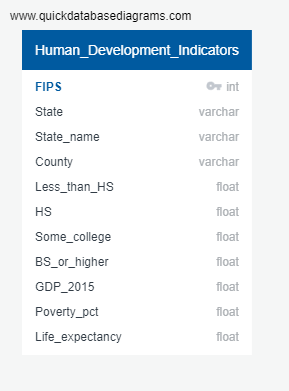 www.quickdatabasediagrams.com
Human_Development_Indicators
FIPS int
State varchar
State_name varchar
County varchar
Less_than_HS float
HS float
Some_college float
BS_or_higher float
GDP_2015 float
Poverty_pct float
Life_expectancy float